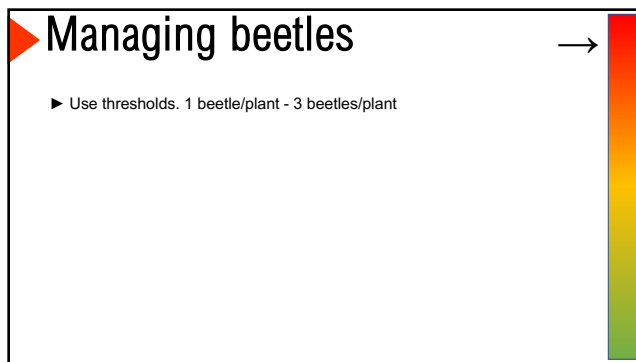 Managing beetles →
► Use thresholds. 1 beetle/plant - 3 beetles/plant